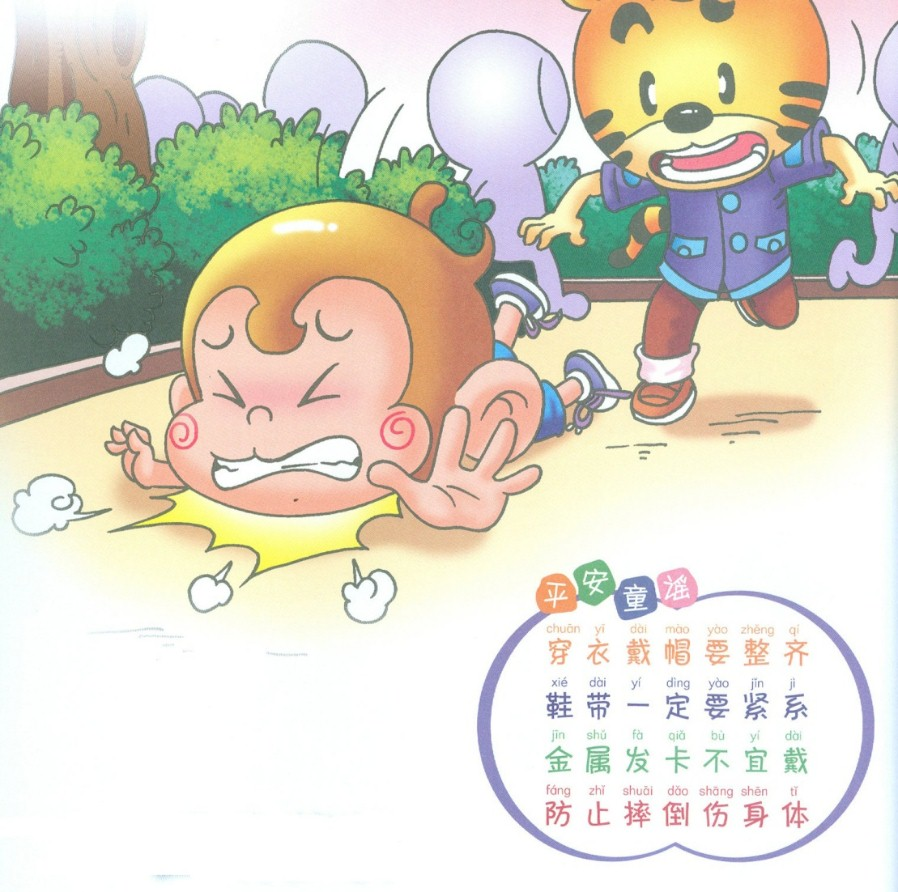 平安童谣
chuān yī dài mào yào zhěng qí
穿衣戴帽要整齐
xié dài yí dìng yào jǐn jì
鞋带一定要紧系
jīn shǔ fà qiǎ bù yí dài
金属发卡不宜戴
fáng zhǐ shuāi dǎo shāng shēn tǐ
防止摔倒伤身体